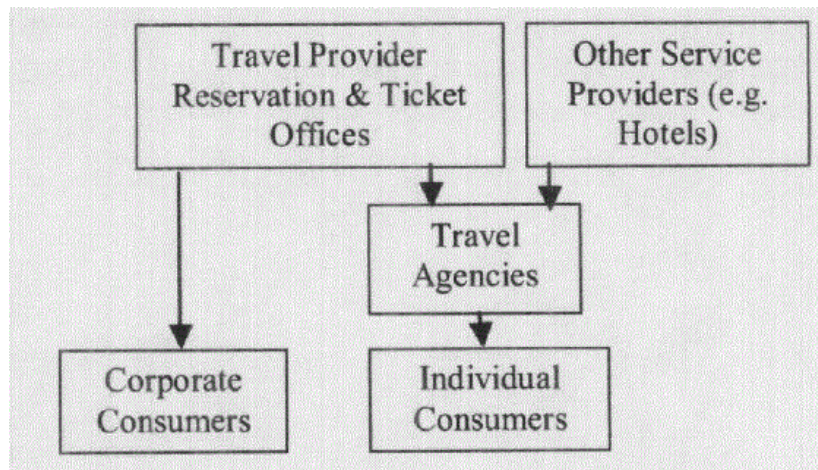 Travel Provider
Reservation & Ticket
Offices
Other Service
Providers (e.g.
Hotels)
Travel
Agencies
Corporate
Consumers
Individual
Consumers